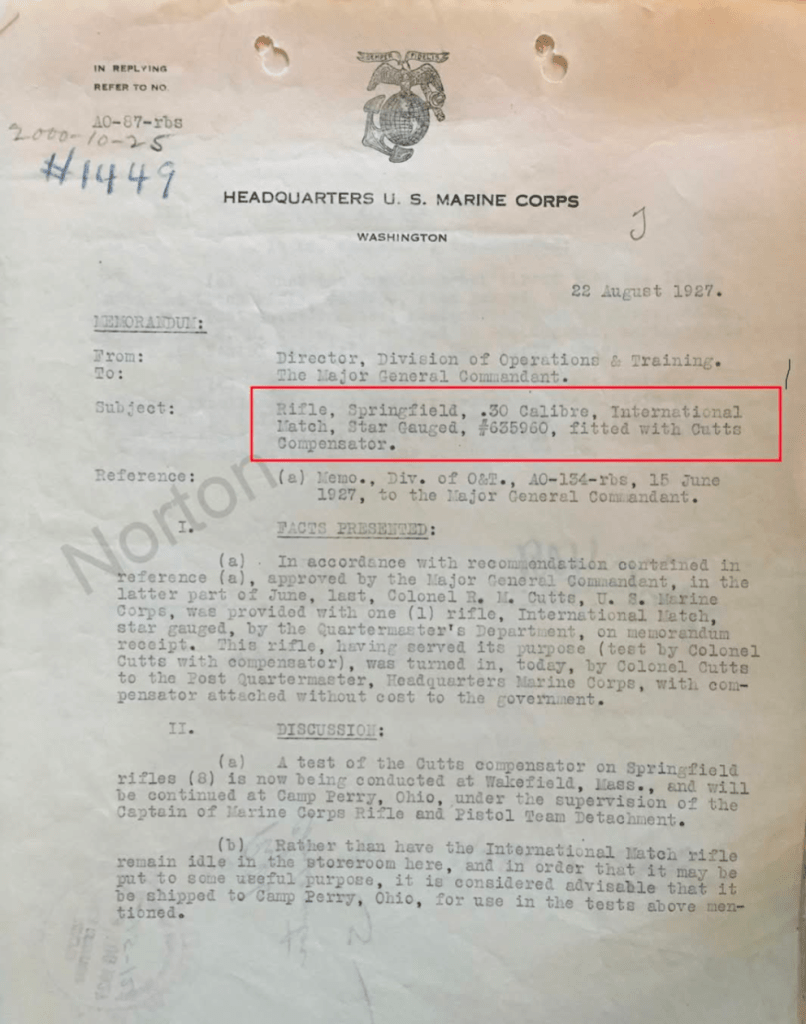 SEMPER FIDELIS
IN REPLYING
REFER TO NO.
AO-87-rbs
2000-10-25
#1449
HEADQUARTERS U. S. MARINE CORPS
WASHINGTON
J
22 August 1927.
MEMORANDUM:
From: Director, Division of Operations & Training.
To: The Major General Commandant.
Subject: Rifle, Springfield, .30 Calibre, International
Match, Star Gauged, #635960, fitted with Cutts
Compensator.
Reference: (a) Memo., Div. of O&T., AO-134-rbs, 15 June
1927, to the Major General Commandant.
Norton
I. FACTS PRESENTED:
(a) In accordance with recommendation contained in
reference (a), approved by the Major General Commandant, in the
latter part of June, last, Colonel R. M. Cutts, U. S. Marine
Corps, was provided with one (1) rifle, International Match,
star gauged, by the Quartermaster's Department, on memorandum
receipt. This rifle, having served its purpose (test by Colonel
Cutts with compensator), was turned in, today, by Colonel Cutts
to the Post Quartermaster, Headquarters Marine Corps, with com-
pensator attached without cost to the government.
II. DISCUSSION:
(a) A test of the Cutts compensator on Springfield
rifles (8) is now being conducted at Wakefield, Mass., and will
be continued at Camp Perry, Ohio, under the supervision of the
Captain of Marine Corps Rifle and Pistol Team Detachment.
(b) Rather than have the International Match rifle
remain idle in the storeroom here, and in order that it may be
put to some useful purpose, it is considered advisable that it
be shipped to Camp Perry, Ohio, for use in the tests above men-
tioned.